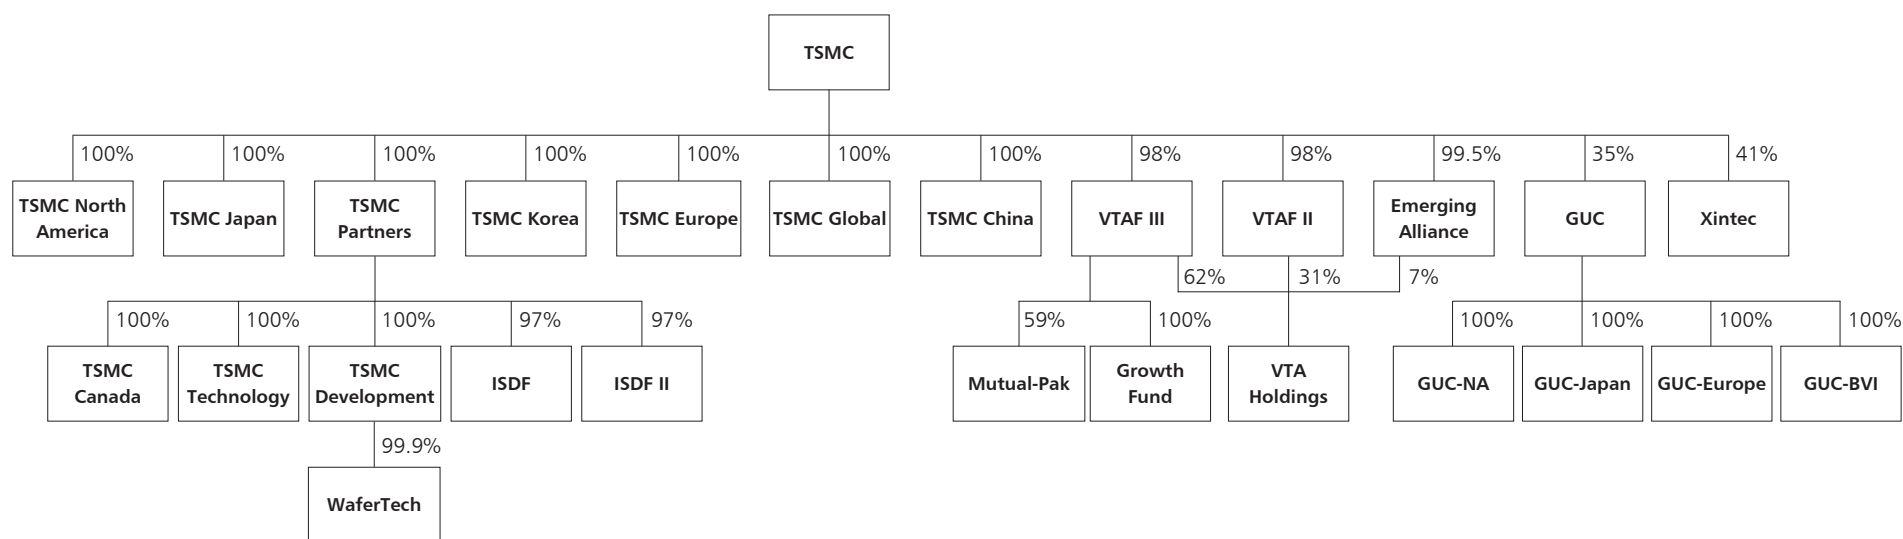 TSMC
100%
100%
100%
100%
100%
100%
100%
98%
98%
99.5%
35%
41%
TSMC North
America
TSMC Japan
TSMC
Partners
TSMC Korea
TSMC Europe
TSMC Global
TSMC China
VTAF III
VTAF II
Emerging
Alliance
GUC
Xintec
62%
31%
7%
100%
100%
100%
97%
97%
59%
100%
100%
100%
100%
100%
TSMC
Canada
TSMC
Technology
TSMC
Development
ISDF
ISDF II
Mutual-Pak
Growth
Fund
VTA
Holdings
GUC-NA
GUC-Japan
GUC-Europe
GUC-BVI
99.9%
WaferTech